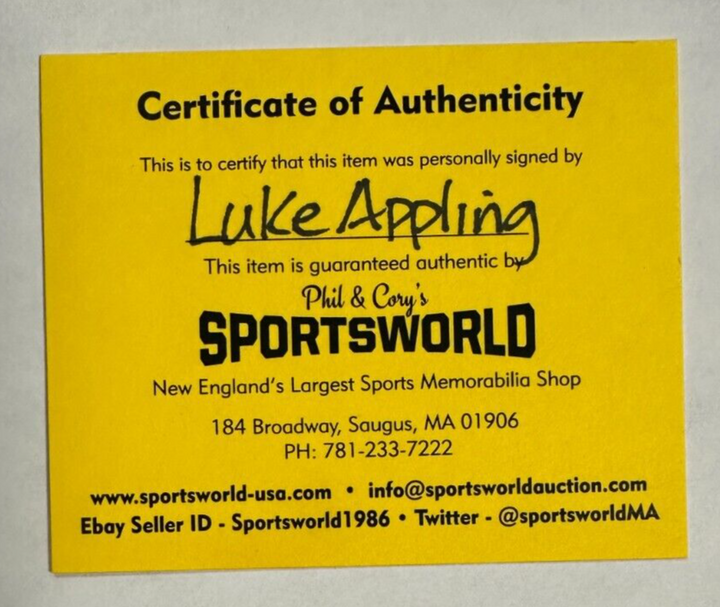 Certificate of Authenticity
This is to certify that this item was personally signed by
Luke Appling
This item is guaranteed authentic by
Phil & Cory's
SPORTSWORLD
New England's Largest Sports Memorabilia Shop
184 Broadway, Saugus, MA 01906
PH: 781-233-7222
www.sportsworld-usa.com • info@sportsworldauction.com
Ebay Seller ID - Sportsworld1986 • Twitter - @sportsworldMA